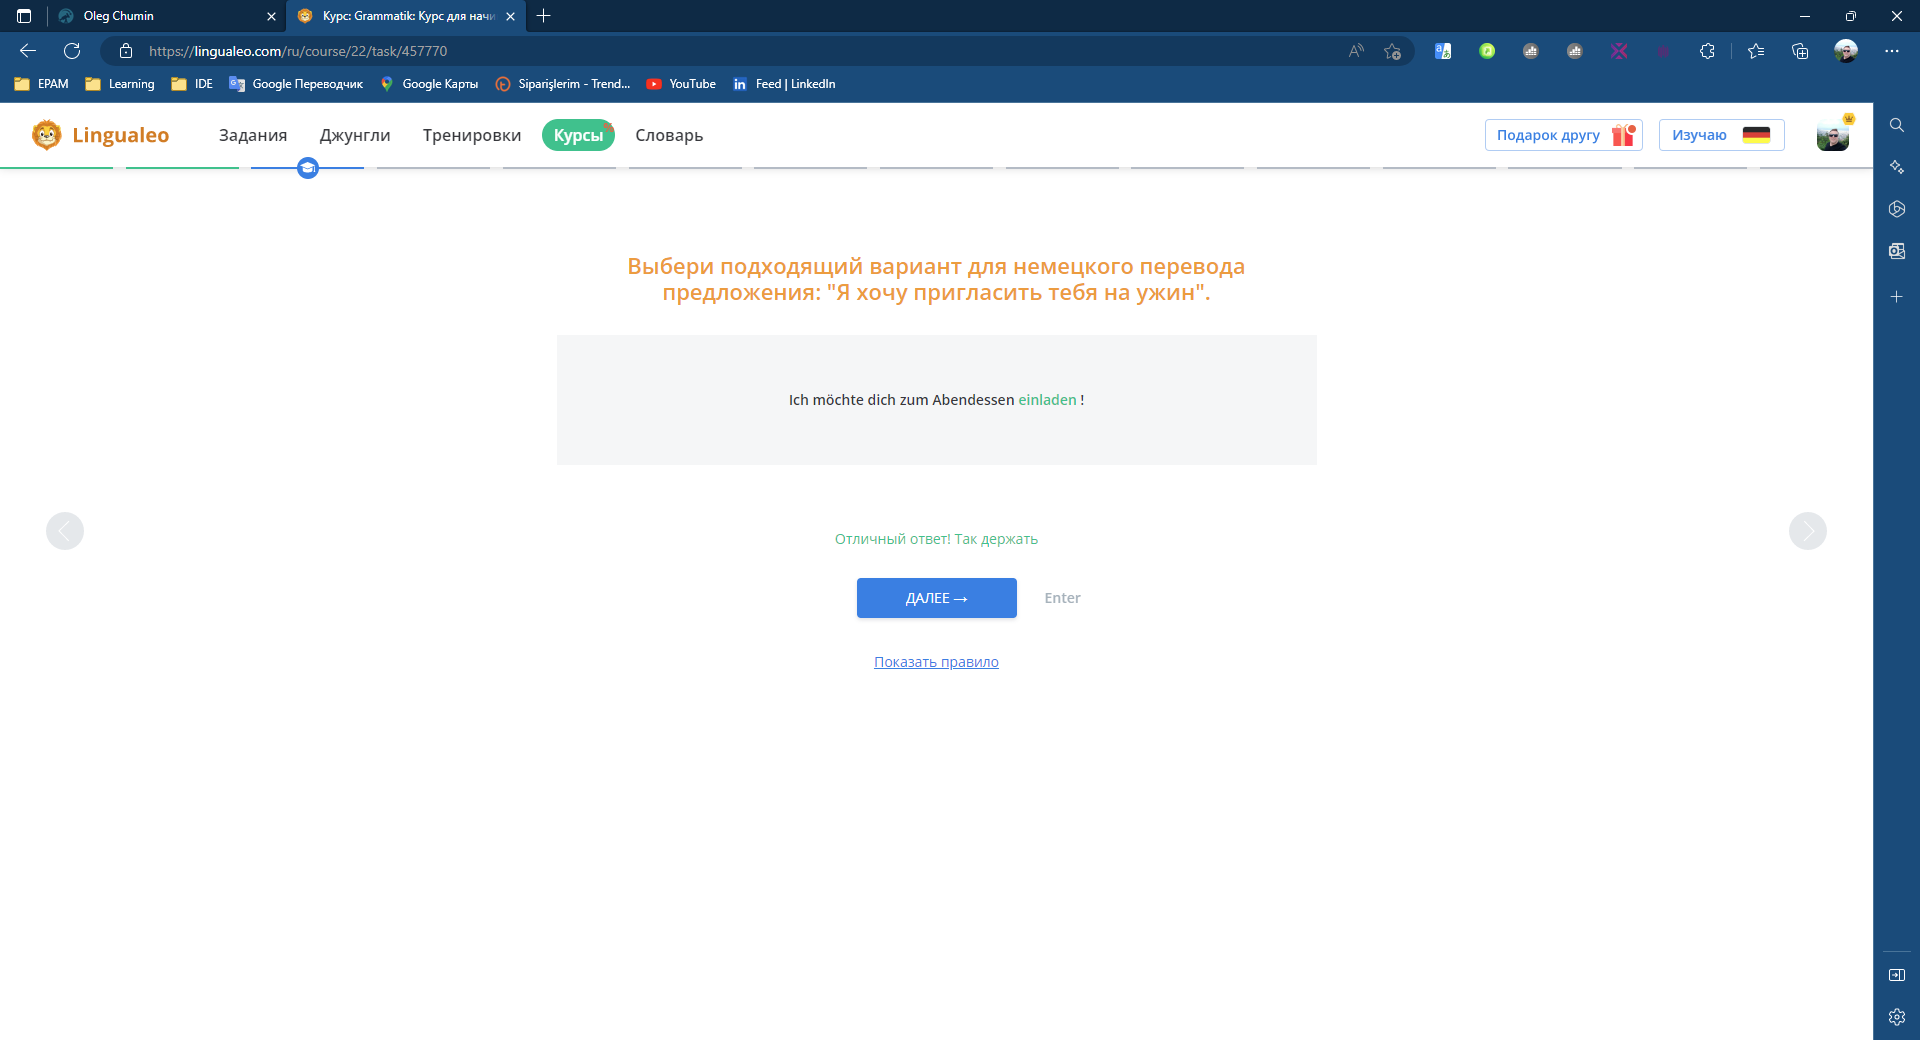 Oleg Chumin
Курс: Grammatik: Курс для начи
https://lingualeo.com/ru/course/22/task/457770
EPAM
Learning
IDE
Google Переводчик
Google Карты
Siparişlerim - Trend...
YouTube
Feed | LinkedIn
Lingualeo
Задания
Джунгли
Тренировки
Курсы
Словарь
Подарок другу
Изучаю
Выбери подходящий вариант для немецкого перевода
предложения: "Я хочу пригласить тебя на ужин".
Ich möchte dich zum Abendessen einladen !
Отличный ответ! Так держать
ДАЛЕЕ →
Enter
Показать правило